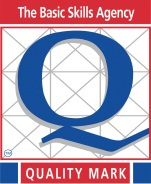 The Basic Skills Agency
Q
QUALITY MARK